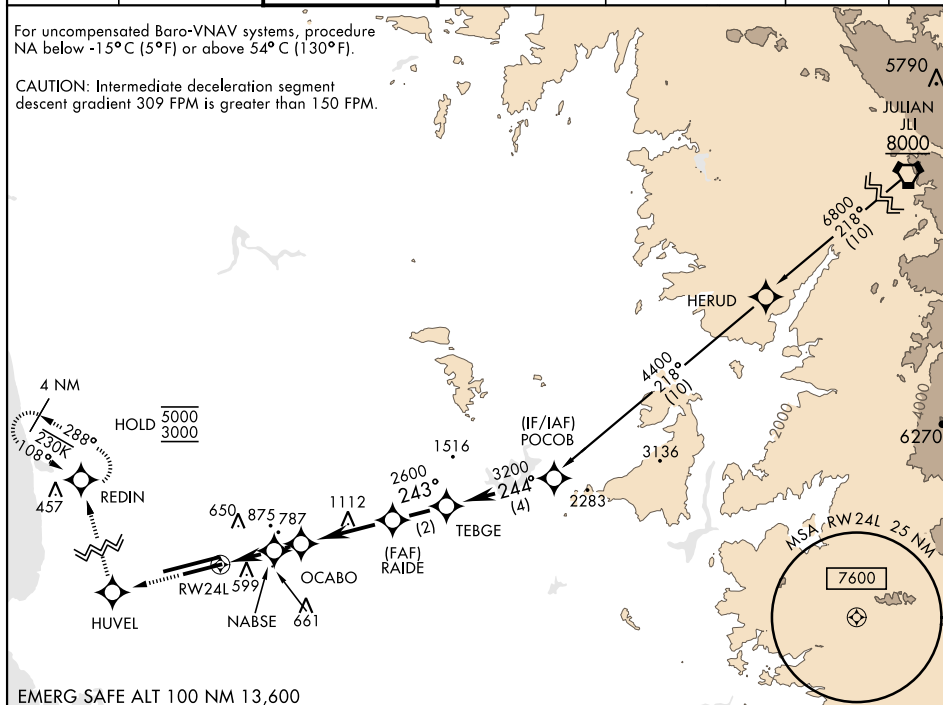 For uncompensated Baro-VNAV systems, procedure
NA below -15°C (5°F) or above 54°C (130°F).
CAUTION: Intermediate deceleration segment
descent gradient 309 FPM is greater than 150 FPM.
5790
JULIAN
JLI
8000
6800
218°
(10)
HERUD
4400
218°
(10)
2000
4000
6270
4 NM
HOLD 5000
3000
288°
230K
108°
REDIN
457
(IF/IAF)
POCOB
1516
3136
2283
2600
243°
(2)
3200
244°
(4)
TEBGE
650
875
787
1112
(FAF)
RAIDE
OCABO
RW24L
599
NABSE
661
HUVEL
MSA RW24L 25 NM
7600
EMERG SAFE ALT 100 NM 13,600